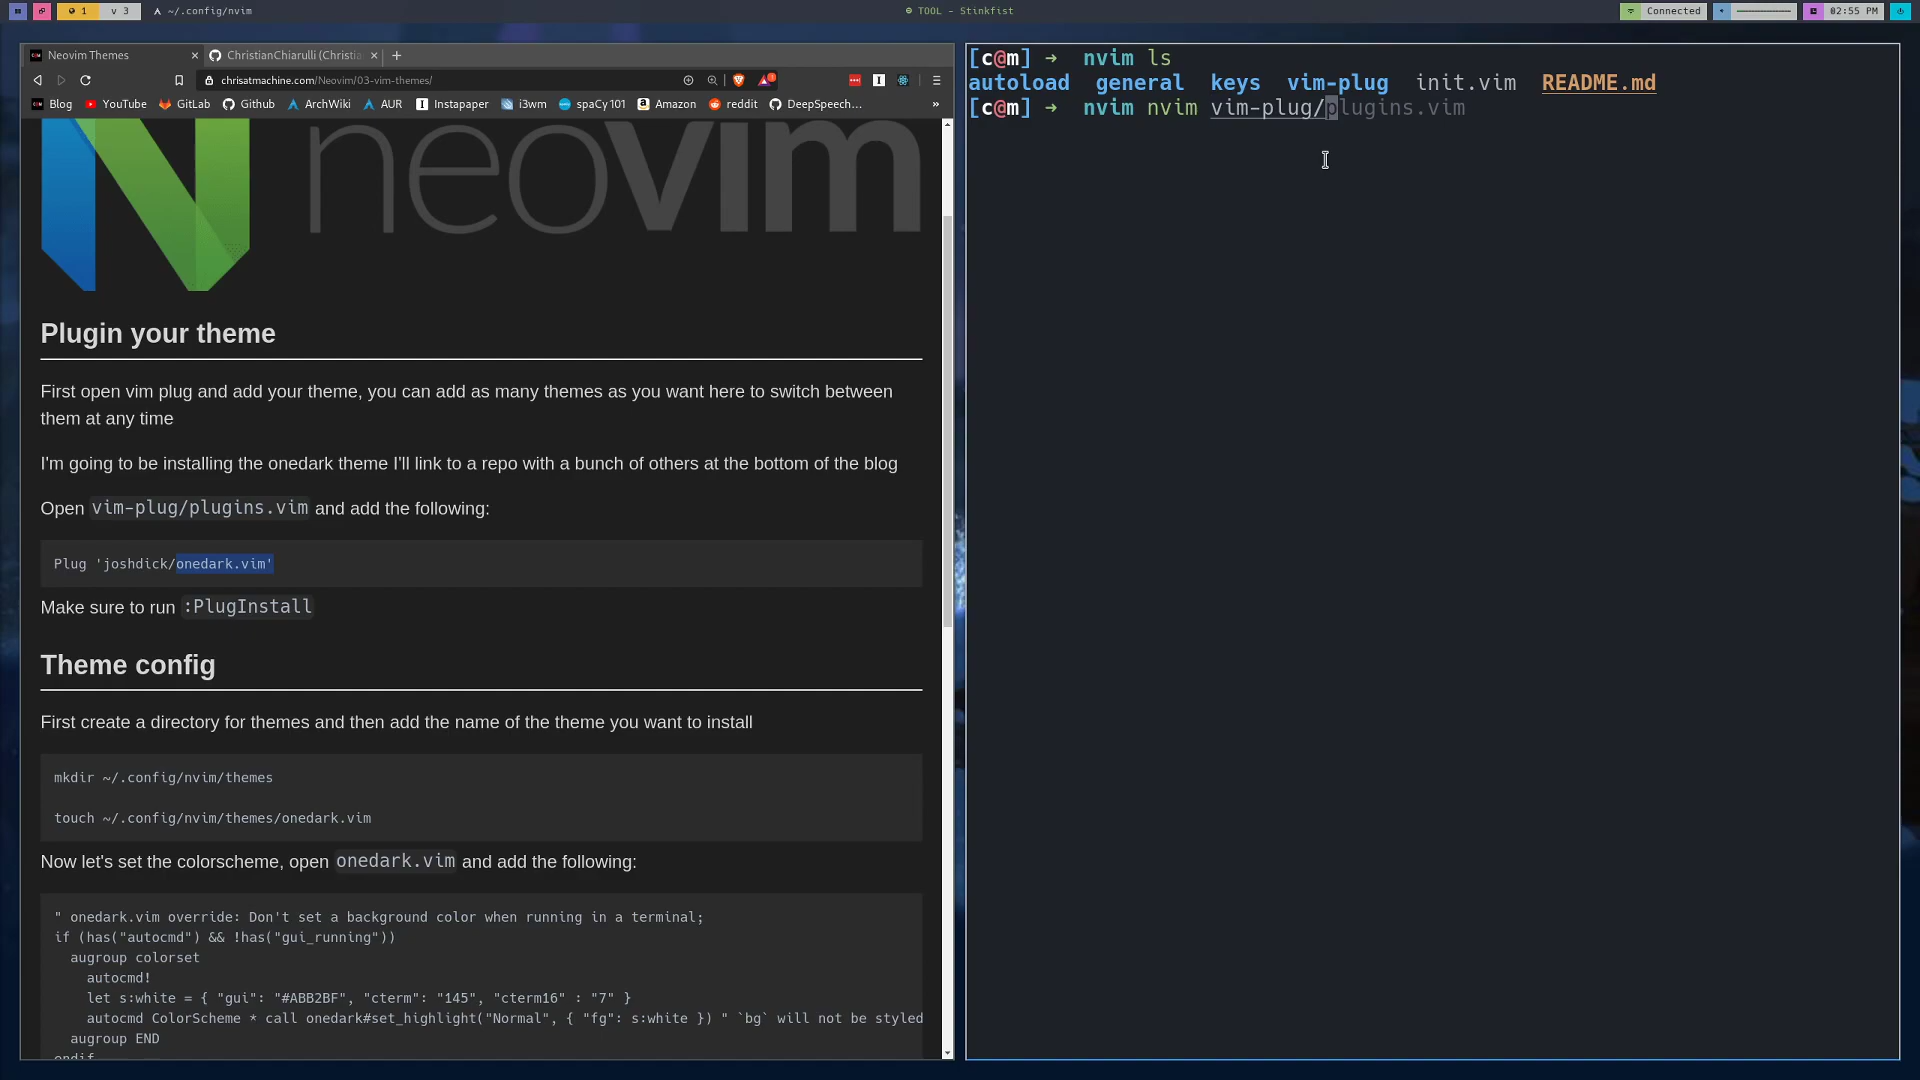 1 v 3 ~/.config/nvim TOOL - Stinkfist Connected 02:55 PM
Neovim Themes ChristianChiarulli (Christia
chrisatmachine.com/Neovim/03-vim-themes/
Blog YouTube GitLab Github ArchWiki AUR Instapaper i3wm spaCy 101 Amazon reddit DeepSpeech… »
neovim
Plugin your theme
First open vim plug and add your theme, you can add as many themes as you want here to switch between
them at any time
I'm going to be installing the onedark theme I'll link to a repo with a bunch of others at the bottom of the blog
Open vim-plug/plugins.vim and add the following:
Plug 'joshdick/onedark.vim'
Make sure to run :PlugInstall
Theme config
First create a directory for themes and then add the name of the theme you want to install
mkdir ~/.config/nvim/themes
touch ~/.config/nvim/themes/onedark.vim
Now let's set the colorscheme, open onedark.vim and add the following:
" onedark.vim override: Don't set a background color when running in a terminal;
if (has("autocmd") && !has("gui_running"))
augroup colorset
autocmd!
let s:white = { "gui": "#ABB2BF", "cterm": "145", "cterm16" : "7" }
autocmd ColorScheme * call onedark#set_highlight("Normal", { "fg": s:white }) " `bg` will not be styled
augroup END
endif
[c@m] → nvim ls
autoload general keys vim-plug init.vim README.md
[c@m] → nvim nvim vim-plug/plugins.vim